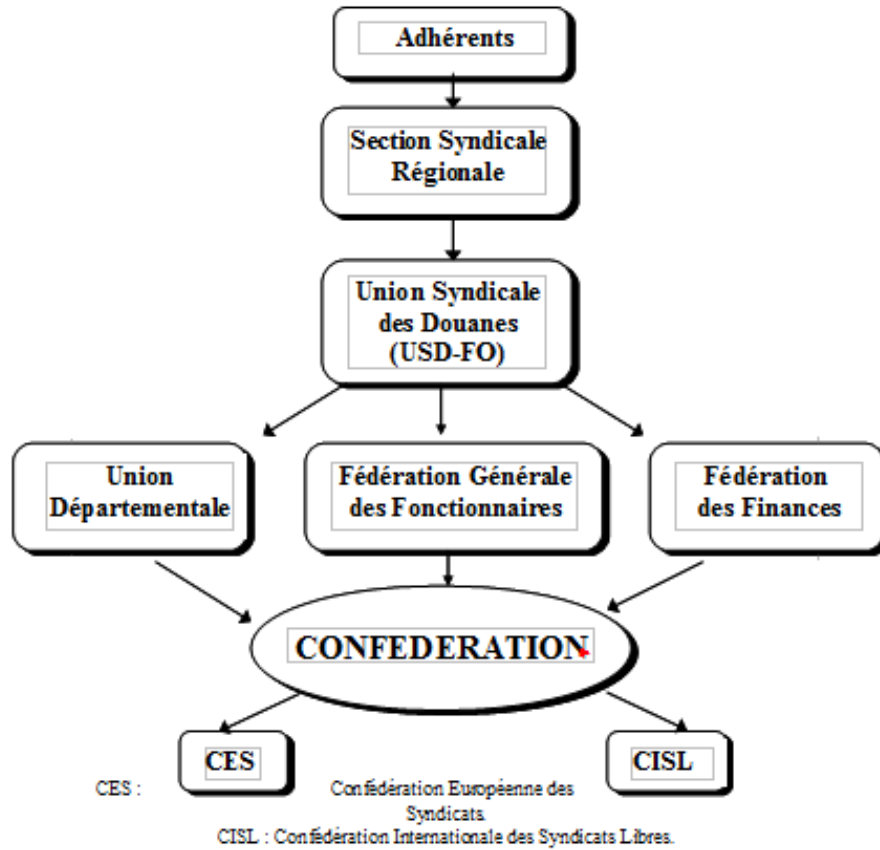 Adhérents
Section Syndicale
Régionale
Union Syndicale
des Douanes
(USD-FO)
Union
Départementale
Fédération Générale
des Fonctionnaires
Fédération
des Finances
CONFEDERATION
CES
CISL
CES : Confédération Européenne des
Syndicats.
CISL : Confédération Internationale des Syndicats Libres.